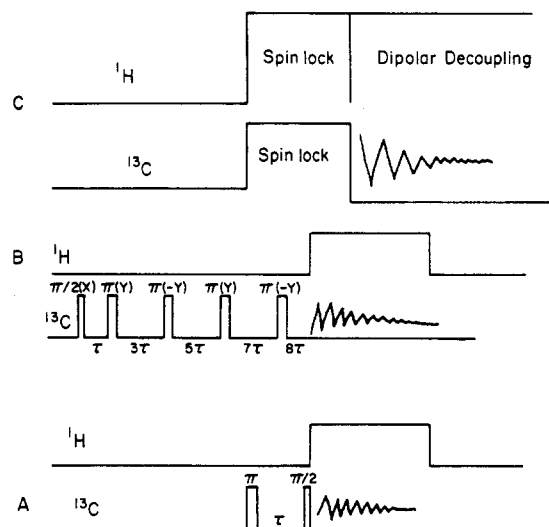 ¹H
Spin lock
Dipolar Decoupling
C
¹³C
Spin lock
B
¹H
π/2(X) π(Y) π(-Y) π(Y) π(-Y)
¹³C
τ 3τ 5τ 7τ 8τ
¹H
π π/2
A
¹³C
τ